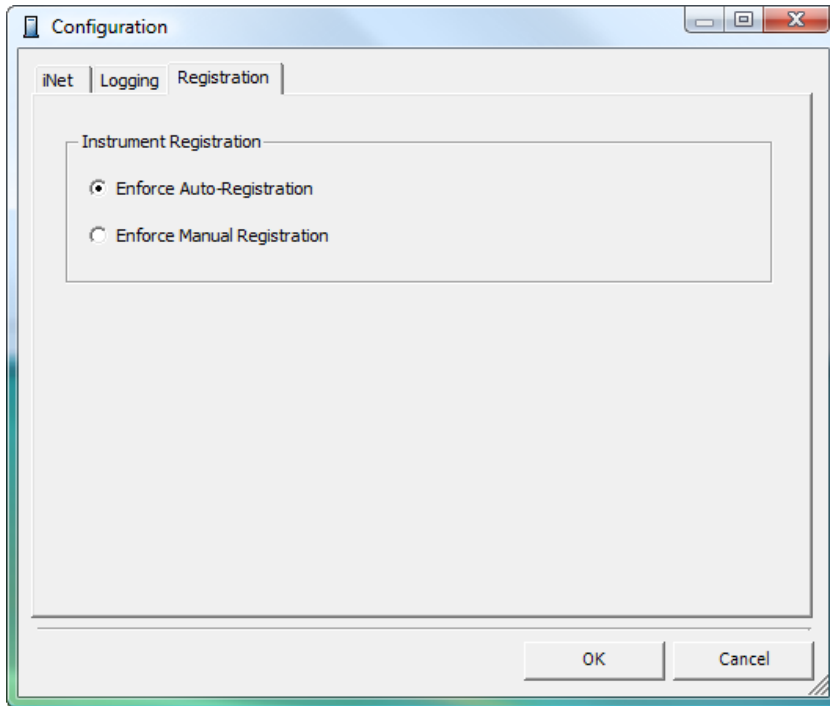 Configuration
iNet Logging Registration
Instrument Registration
Enforce Auto-Registration
Enforce Manual Registration
OK Cancel